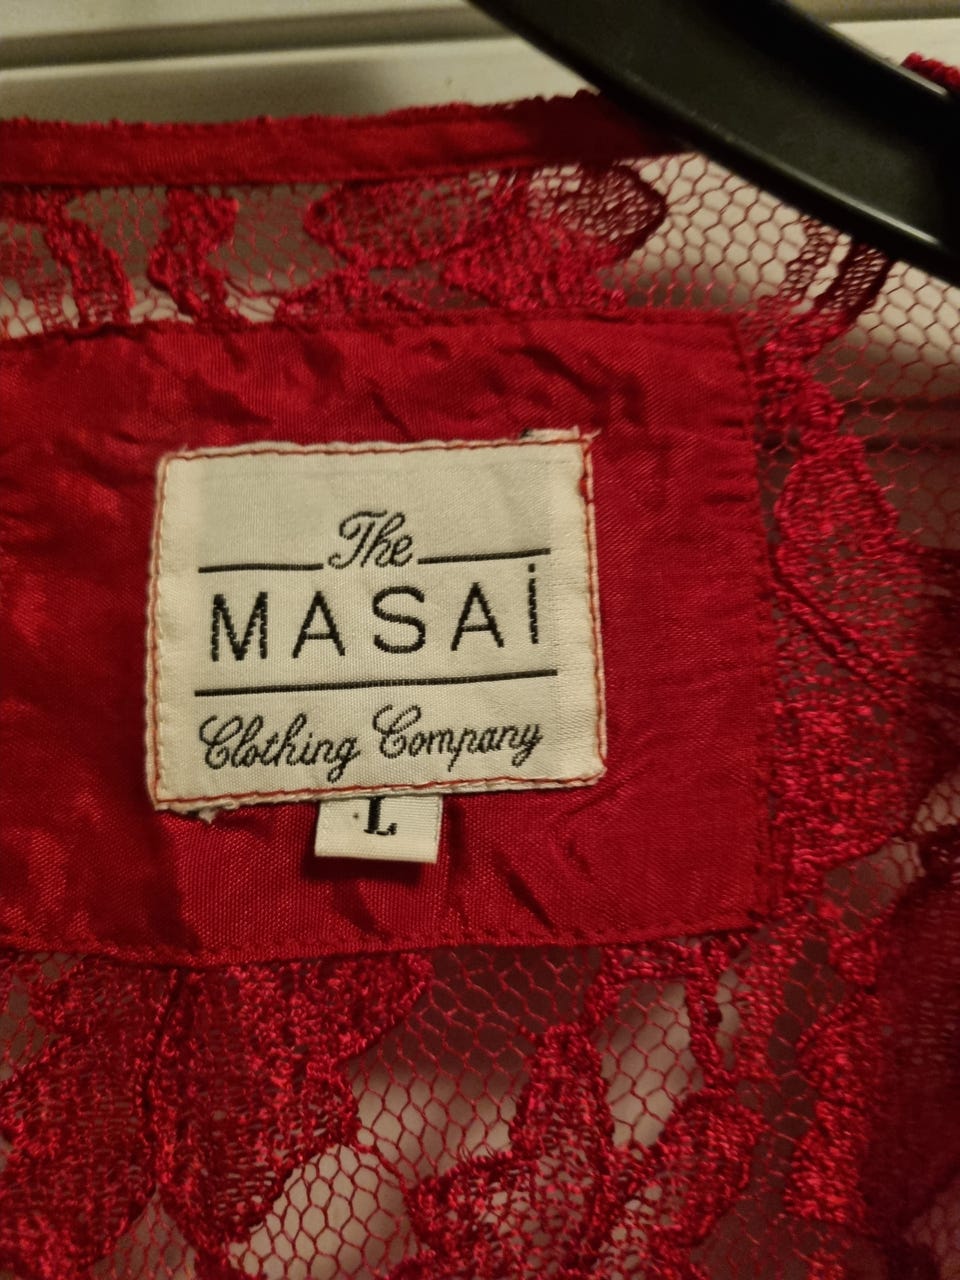 The
MASAi
Clothing Company
L